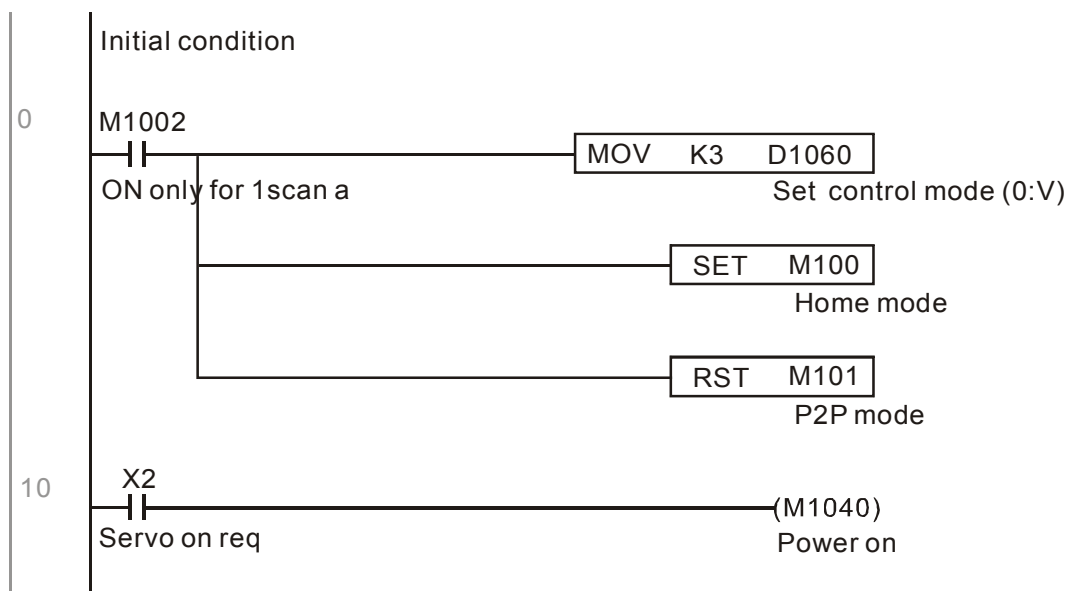 Initial condition
0
M1002
MOV K3 D1060
ON only for 1scan a
Set control mode (0:V)
SET M100
Home mode
RST M101
P2P mode
10
X2
(M1040)
Servo on req
Power on